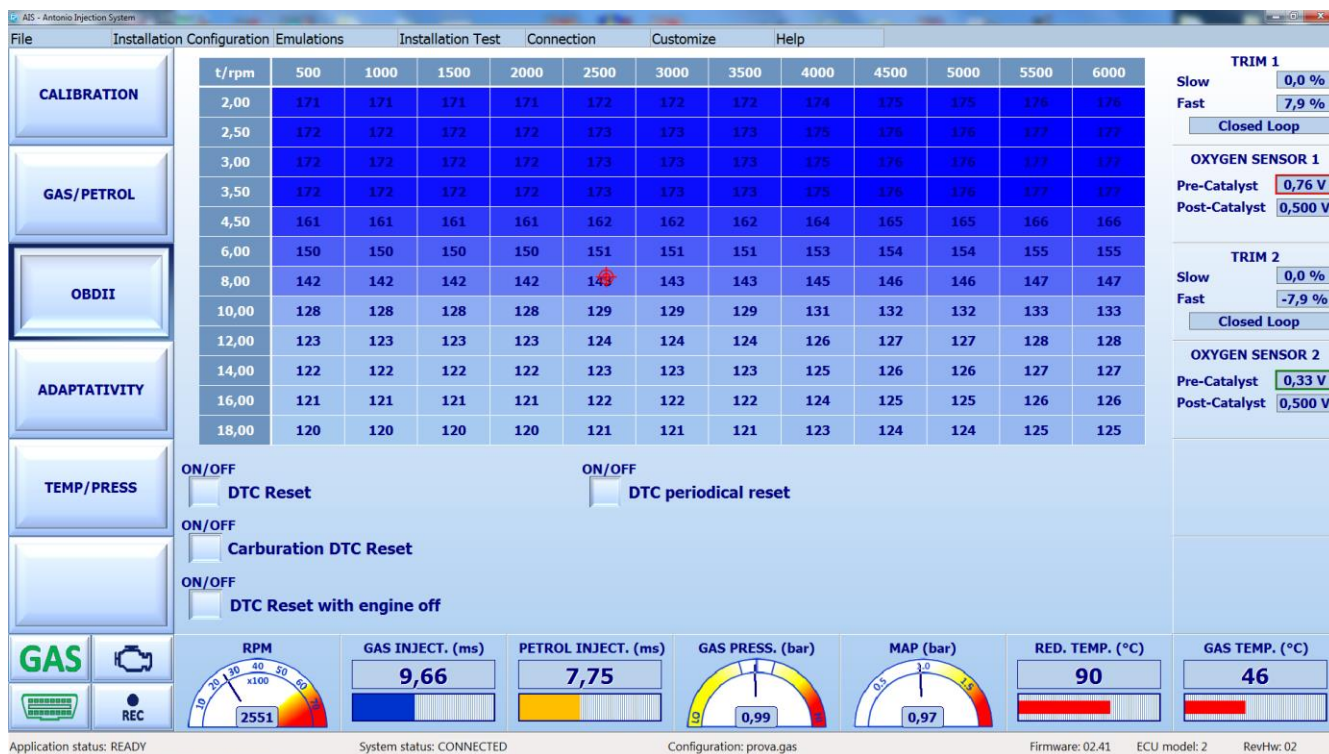 AIS - Antonio Injection System
File Installation Configuration Emulations Installation Test Connection Customize Help
CALIBRATION
GAS/PETROL
OBDII
ADAPTATIVITY
TEMP/PRESS
GAS
REC
t/rpm 500 1000 1500 2000 2500 3000 3500 4000 4500 5000 5500 6000
2,00 171 171 171 171 172 172 172 174 175 175 176 176
2,50 172 172 172 172 173 173 173 175 176 176 177 177
3,00 172 172 172 172 173 173 173 175 176 176 177 177
3,50 172 172 172 172 173 173 173 175 176 176 177 177
4,50 161 161 161 161 162 162 162 164 165 165 166 166
6,00 150 150 150 150 151 151 151 153 154 154 155 155
8,00 142 142 142 142 143 143 143 145 146 146 147 147
10,00 128 128 128 128 129 129 129 131 132 132 133 133
12,00 123 123 123 123 124 124 124 126 127 127 128 128
14,00 122 122 122 122 123 123 123 125 126 126 127 127
16,00 121 121 121 121 122 122 122 124 125 125 126 126
18,00 120 120 120 120 121 121 121 123 124 124 125 125
TRIM 1
Slow 0,0 %
Fast 7,9 %
Closed Loop
OXYGEN SENSOR 1
Pre-Catalyst 0,76 V
Post-Catalyst 0,500 V
TRIM 2
Slow 0,0 %
Fast -7,9 %
Closed Loop
OXYGEN SENSOR 2
Pre-Catalyst 0,33 V
Post-Catalyst 0,500 V
ON/OFF
DTC Reset
ON/OFF
DTC periodical reset
ON/OFF
Carburation DTC Reset
ON/OFF
DTC Reset with engine off
RPM
10 20 30 40 50 60 70
x100
2551
GAS INJECT. (ms)
9,66
PETROL INJECT. (ms)
7,75
GAS PRESS. (bar)
LO HI
0,99
MAP (bar)
0.5 1.0 1.5
0,97
RED. TEMP. (°C)
90
GAS TEMP. (°C)
46
Application status: READY System status: CONNECTED Configuration: prova.gas Firmware: 02.41 ECU model: 2 RevHw: 02